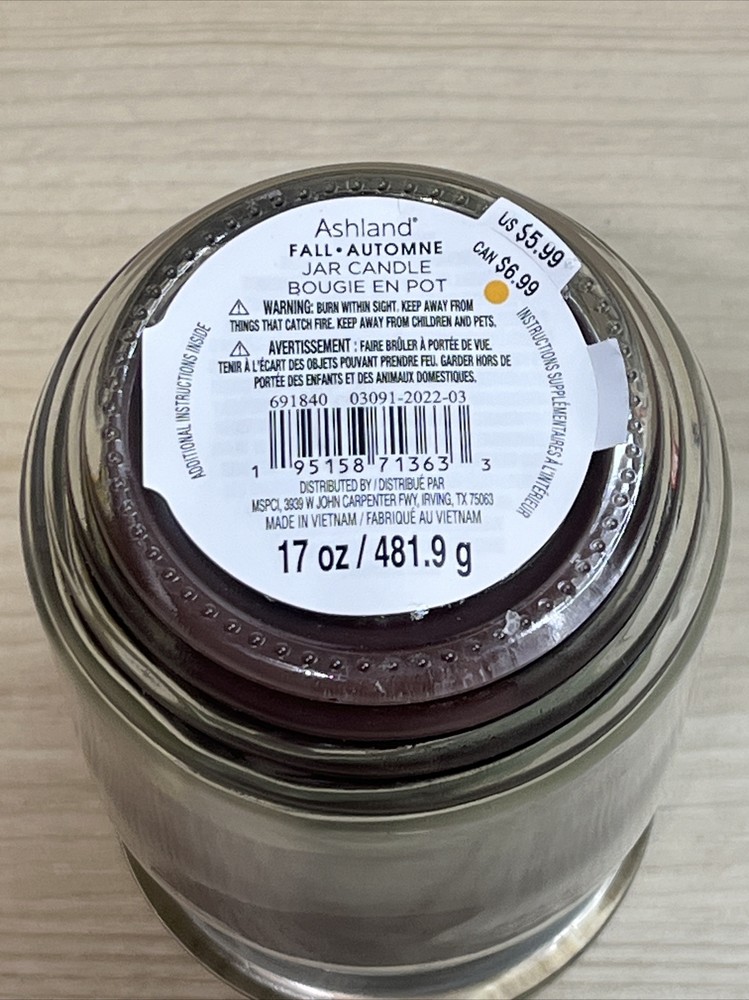 Ashland®
FALL • AUTOMNE
JAR CANDLE
BOUGIE EN POT
US $5.99
CAN $6.99
⚠ WARNING: BURN WITHIN SIGHT. KEEP AWAY FROM
THINGS THAT CATCH FIRE. KEEP AWAY FROM CHILDREN AND PETS.
⚠ AVERTISSEMENT : FAIRE BRÛLER À PORTÉE DE VUE.
TENIR À L'ÉCART DES OBJETS POUVANT PRENDRE FEU. GARDER HORS DE
PORTÉE DES ENFANTS ET DES ANIMAUX DOMESTIQUES.
ADDITIONAL INSTRUCTIONS INSIDE
INSTRUCTIONS SUPPLÉMENTAIRES À L'INTÉRIEUR
691840 03091-2022-03
1 95158 71363 3
DISTRIBUTED BY / DISTRIBUÉ PAR
MSPCI, 3939 W JOHN CARPENTER FWY, IRVING, TX 75063
MADE IN VIETNAM / FABRIQUÉ AU VIETNAM
17 oz / 481.9 g